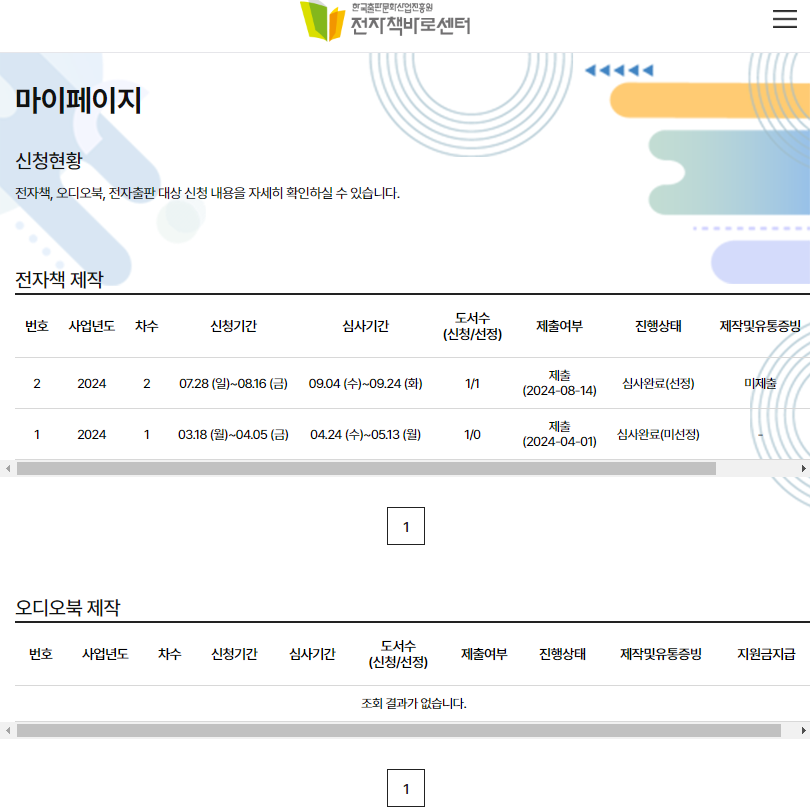 한국출판문화산업진흥원
전자책바로센터
마이페이지
신청현황
전자책, 오디오북, 전자출판 대상 신청 내용을 자세히 확인하실 수 있습니다.
전자책 제작
번호 사업년도 차수 신청기간 심사기간 도서수 (신청/선정) 제출여부 진행상태 제작및유통증빙
2 2024 2 07.28 (일)~08.16 (금) 09.04 (수)~09.24 (화) 1/1 제출 (2024-08-14) 심사완료(선정) 미제출
1 2024 1 03.18 (월)~04.05 (금) 04.24 (수)~05.13 (월) 1/0 제출 (2024-04-01) 심사완료(미선정) -
1
오디오북 제작
번호 사업년도 차수 신청기간 심사기간 도서수 (신청/선정) 제출여부 진행상태 제작및유통증빙 지원금지급
조회 결과가 없습니다.
1